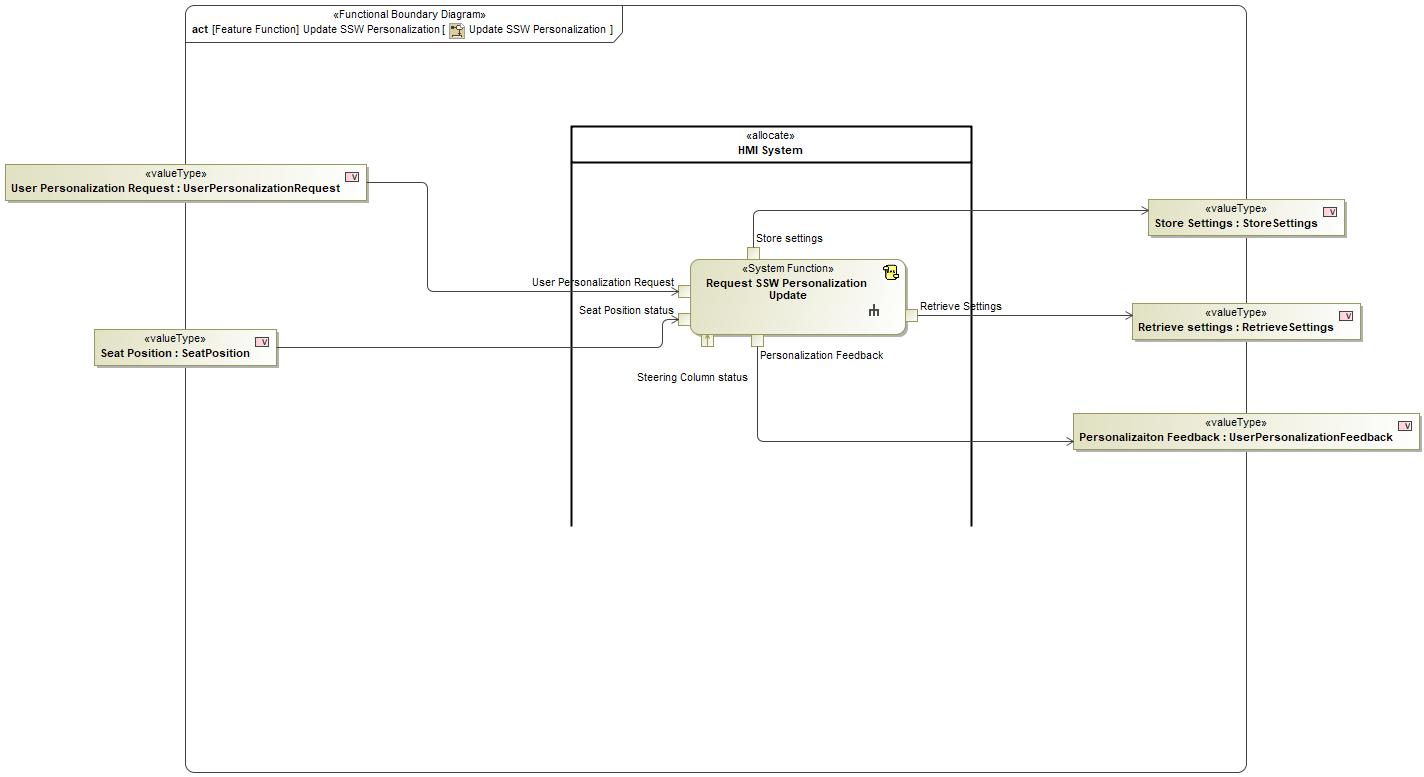 «Functional Boundary Diagram»
act [Feature Function] Update SSW Personalization [ Update SSW Personalization ]
«allocate»
HMI System
«valueType»
User Personalization Request : UserPersonalizationRequest
V
«valueType»
Store Settings : StoreSettings
V
Store settings
«System Function»
Request SSW Personalization
Update
User Personalization Request
Seat Position status
Retrieve Settings
«valueType»
Retrieve settings : RetrieveSettings
V
«valueType»
Seat Position : SeatPosition
V
Personalization Feedback
Steering Column status
«valueType»
Personalizaiton Feedback : UserPersonalizationFeedback
V